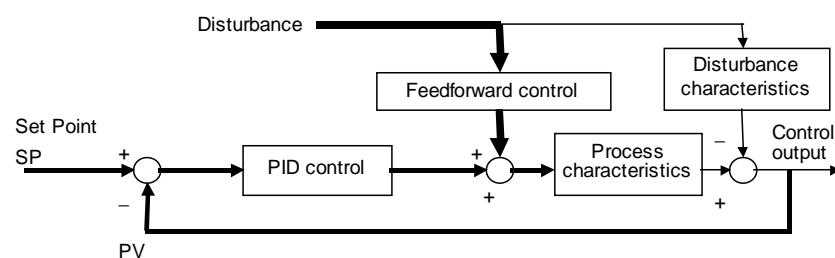 Disturbance
Feedforward control
Disturbance
characteristics
Set Point
SP
+
−
PID control
+
+
Process
characteristics
−
+
Control
output
PV